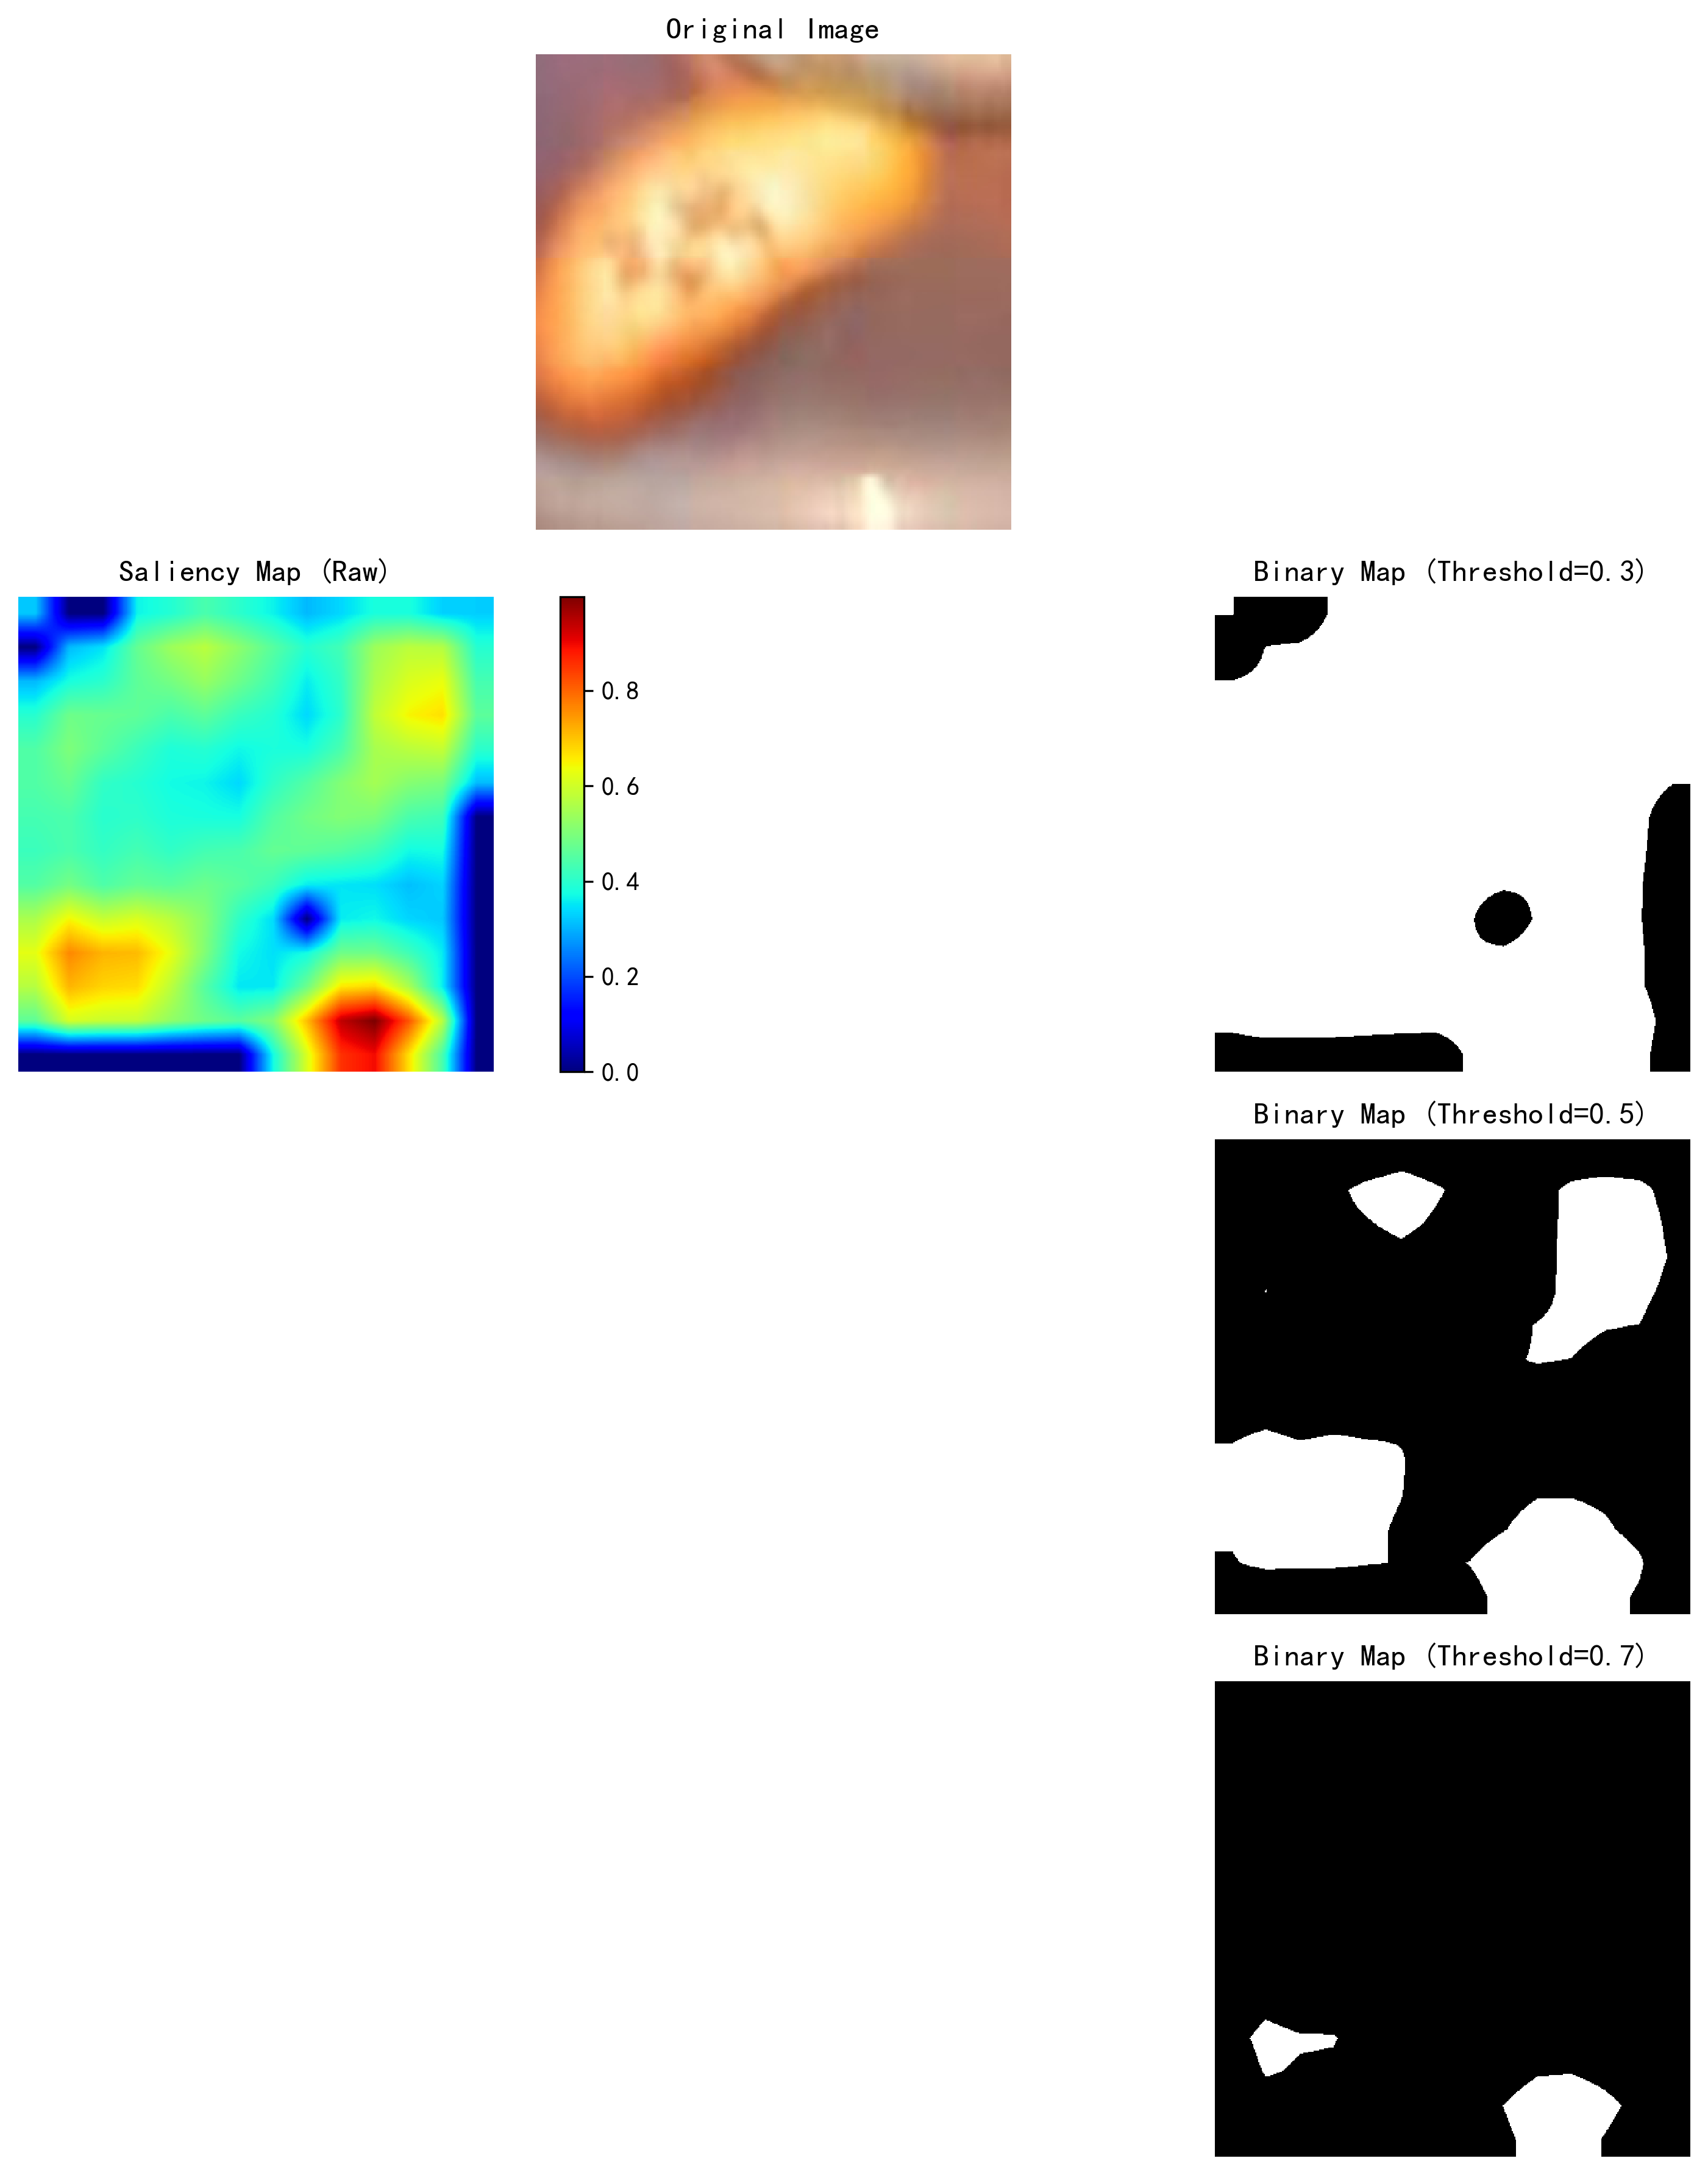 Original Image
Saliency Map (Raw)
Binary Map (Threshold=0.3)
0.8
0.6
0.4
0.2
0.0
Binary Map (Threshold=0.5)
Binary Map (Threshold=0.7)